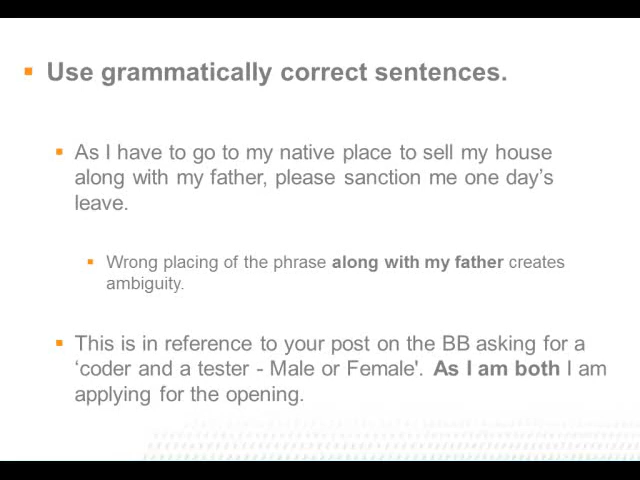 Use grammatically correct sentences.
As I have to go to my native place to sell my house
along with my father, please sanction me one day’s
leave.
Wrong placing of the phrase along with my father creates
ambiguity.
This is in reference to your post on the BB asking for a
‘coder and a tester - Male or Female'. As I am both I am
applying for the opening.